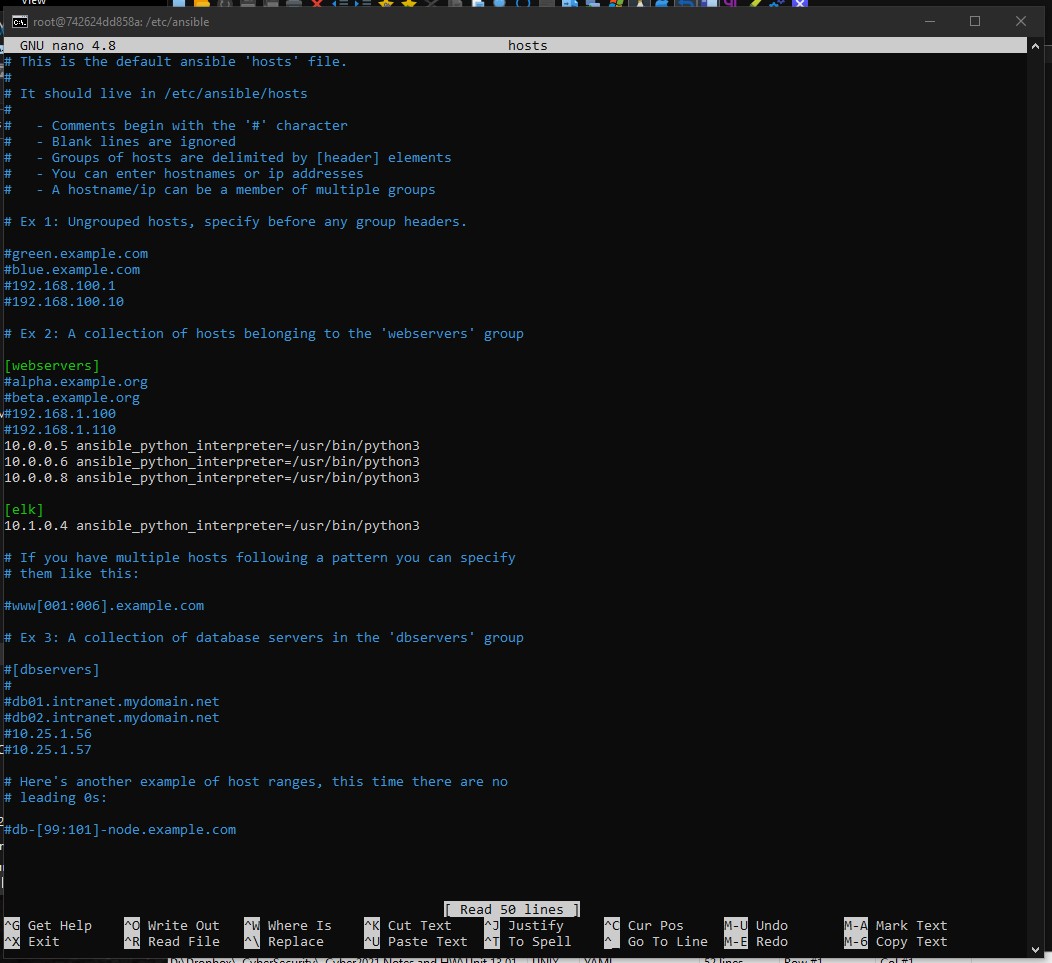 View
root@742624dd858a: /etc/ansible
GNU nano 4.8 hosts
# This is the default ansible 'hosts' file.
#
# It should live in /etc/ansible/hosts
#
#   - Comments begin with the '#' character
#   - Blank lines are ignored
#   - Groups of hosts are delimited by [header] elements
#   - You can enter hostnames or ip addresses
#   - A hostname/ip can be a member of multiple groups
# Ex 1: Ungrouped hosts, specify before any group headers.
#green.example.com
#blue.example.com
#192.168.100.1
#192.168.100.10
# Ex 2: A collection of hosts belonging to the 'webservers' group
[webservers]
#alpha.example.org
#beta.example.org
#192.168.1.100
#192.168.1.110
10.0.0.5 ansible_python_interpreter=/usr/bin/python3
10.0.0.6 ansible_python_interpreter=/usr/bin/python3
10.0.0.8 ansible_python_interpreter=/usr/bin/python3
[elk]
10.1.0.4 ansible_python_interpreter=/usr/bin/python3
# If you have multiple hosts following a pattern you can specify
# them like this:
#www[001:006].example.com
# Ex 3: A collection of database servers in the 'dbservers' group
#[dbservers]
#
#db01.intranet.mydomain.net
#db02.intranet.mydomain.net
#10.25.1.56
#10.25.1.57
# Here's another example of host ranges, this time there are no
# leading 0s:
#db-[99:101]-node.example.com
[ Read 50 lines ]
^G Get Help ^O Write Out ^W Where Is ^K Cut Text ^J Justify ^C Cur Pos M-U Undo M-A Mark Text
^X Exit ^R Read File ^\ Replace ^U Paste Text ^T To Spell ^_ Go To Line M-E Redo M-6 Copy Text
52 lines Row #1 Col #1